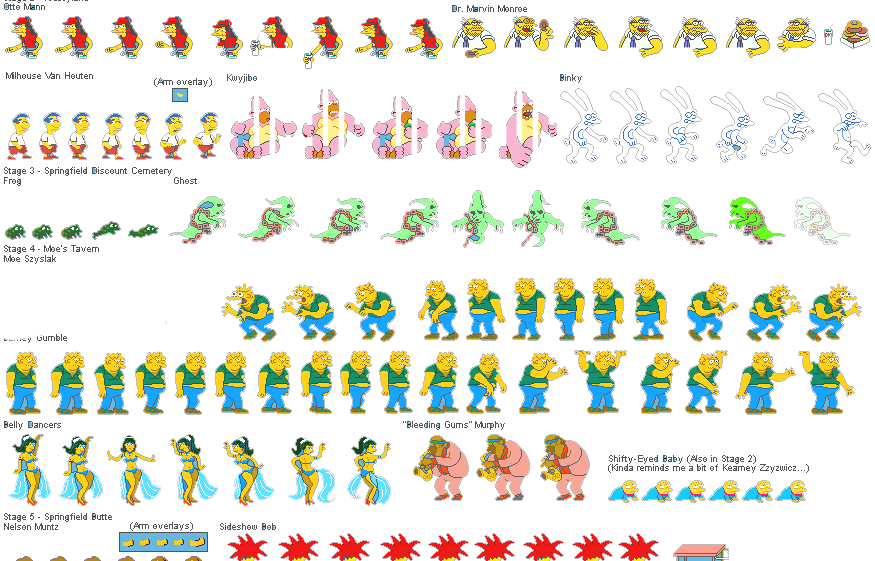 Otto Mann
Dr. Marvin Monroe
Milhouse Van Houten
(Arm overlay)
Kwyjibo
Binky
Stage 3 - Springfield Discount Cemetery
Frog
Ghost
Stage 4 - Moe's Tavern
Moe Szyslak
Barney Gumble
Belly Dancers
"Bleeding Gums" Murphy
Shifty-Eyed Baby (Also in Stage 2)
(Kinda reminds me a bit of Kearney Zzyzwicz...)
Stage 5 - Springfield Butte
Nelson Muntz
(Arm overlays)
Sideshow Bob